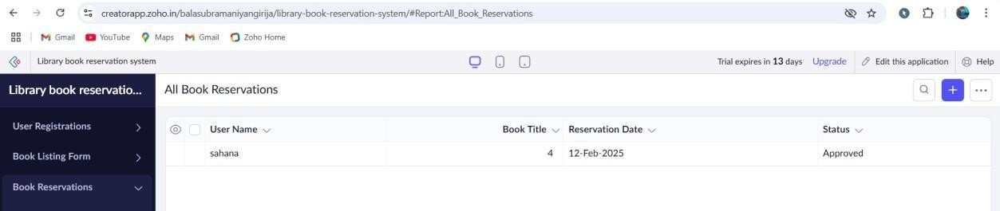 creatorapp.zoho.in/balasubramaniyangirija/library-book-reservation-system/#Report:All_Book_Reservations
Gmail YouTube Maps Gmail Zoho Home
Library book reservation system Trial expires in 13 days Upgrade Edit this application Help
Library book reservatio... All Book Reservations
User Registrations
Book Listing Form
Book Reservations
User Name Book Title Reservation Date Status
sahana 4 12-Feb-2025 Approved